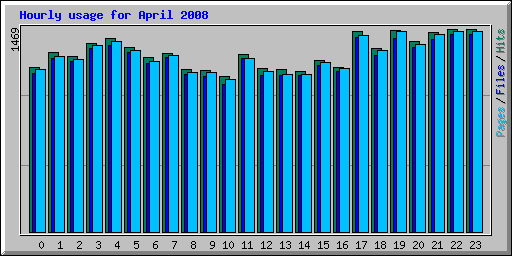 Hourly usage for April 2008
1469
Pages/Files/Hits
0 1 2 3 4 5 6 7 8 9 10 11 12 13 14 15 16 17 18 19 20 21 22 23